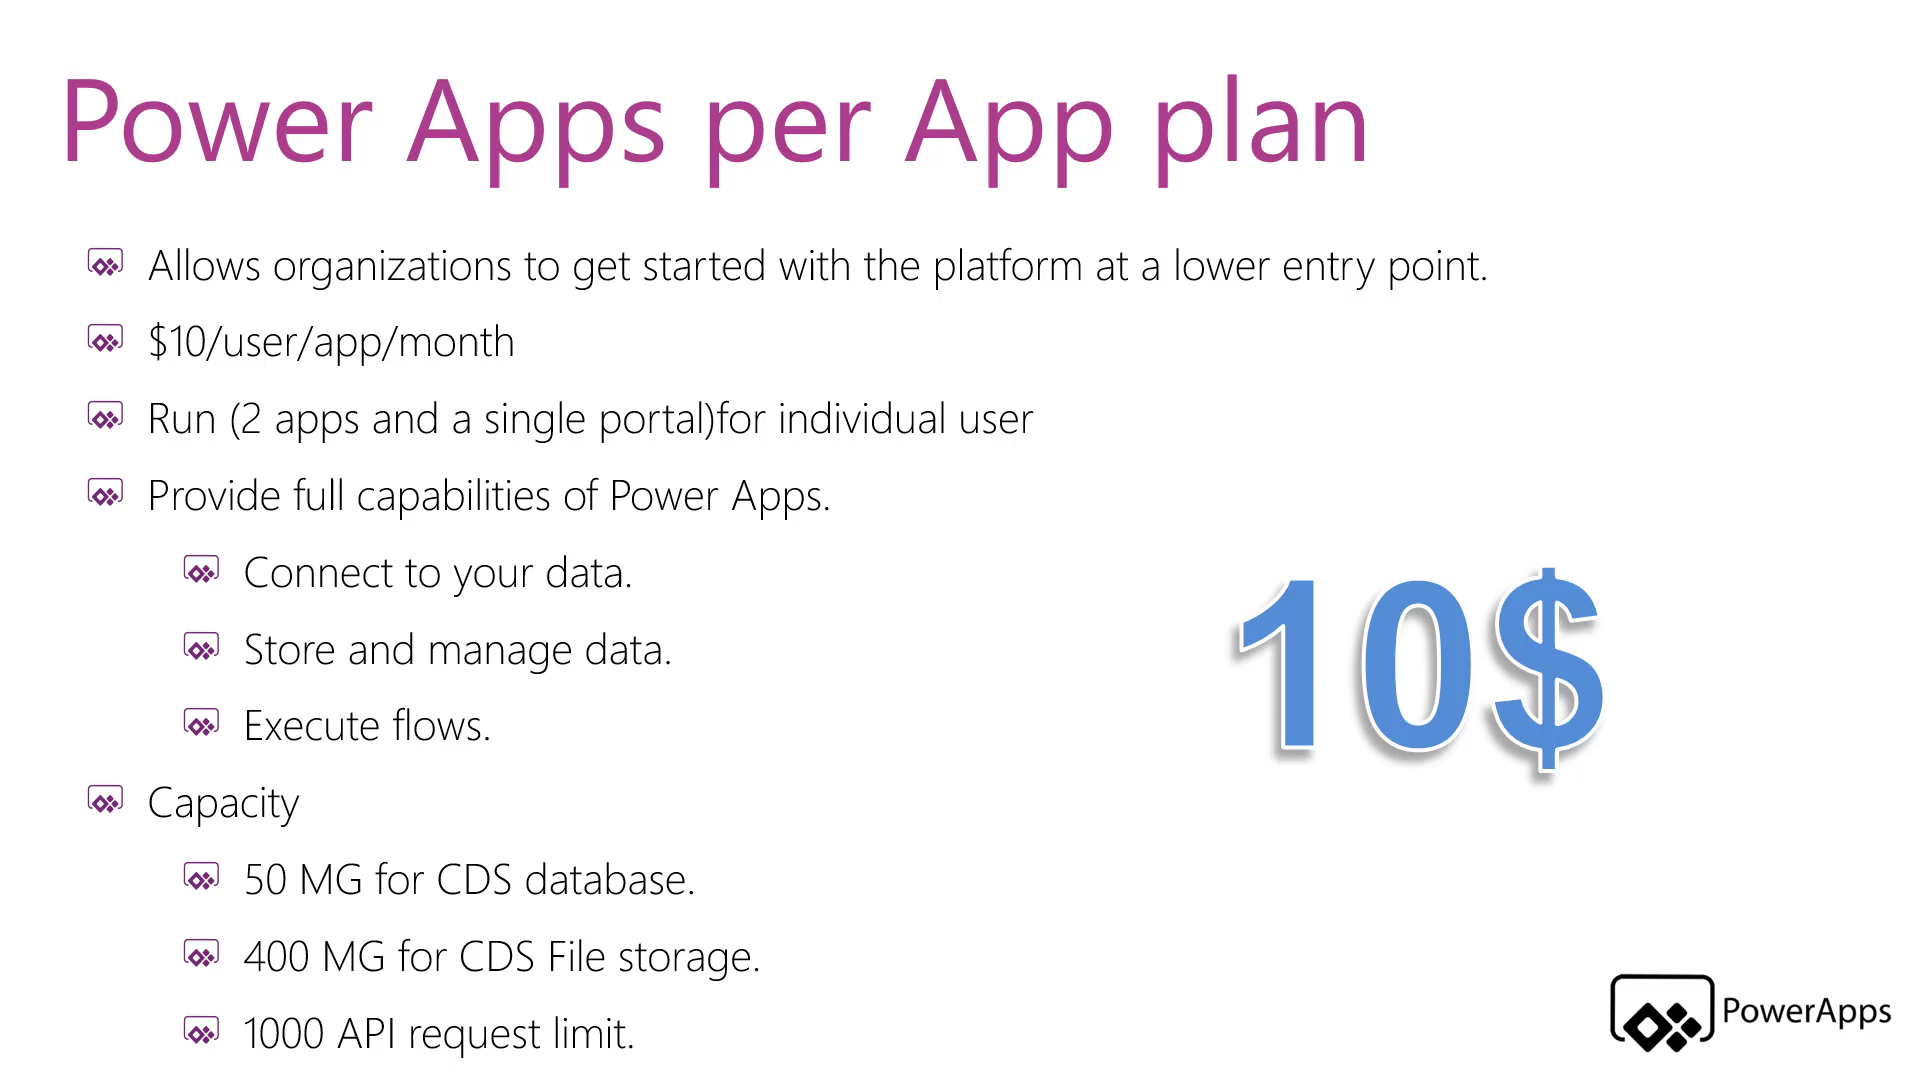 Power Apps per App plan
Allows organizations to get started with the platform at a lower entry point.
$10/user/app/month
Run (2 apps and a single portal)for individual user
Provide full capabilities of Power Apps.
Connect to your data.
Store and manage data.
Execute flows.
10$
Capacity
50 MG for CDS database.
400 MG for CDS File storage.
1000 API request limit.
PowerApps